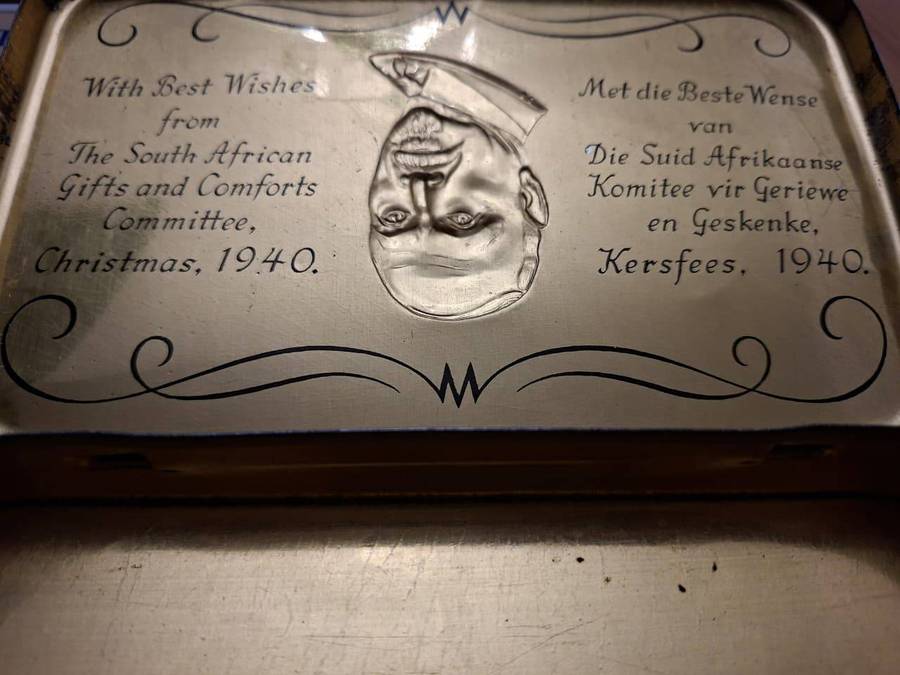 With Best Wishes
from
The South African
Gifts and Comforts
Committee,
Christmas, 1940.
Met die Beste Wense
van
Die Suid Afrikaanse
Komitee vir Geriewe
en Geskenke,
Kersfees, 1940.